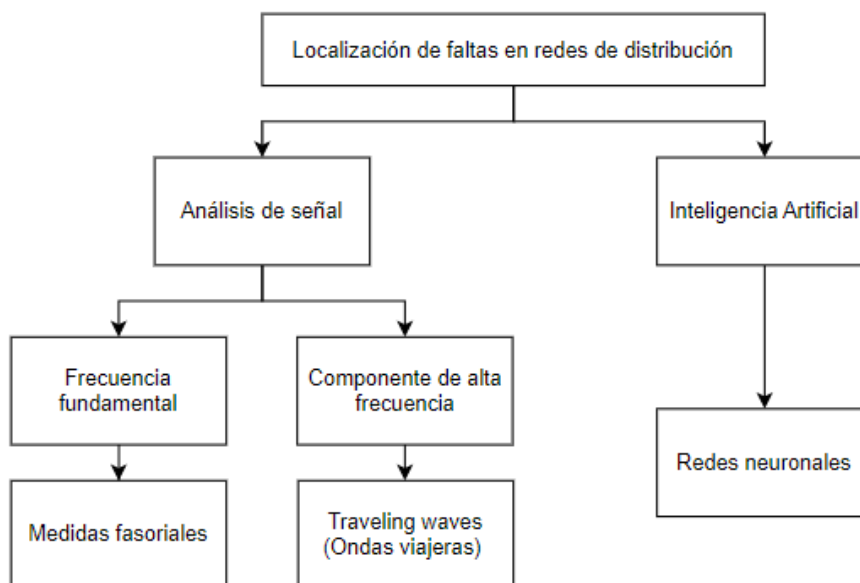 Localización de faltas en redes de distribución
Análisis de señal
Inteligencia Artificial
Frecuencia
fundamental
Componente de alta
frecuencia
Redes neuronales
Medidas fasoriales
Traveling waves
(Ondas viajeras)